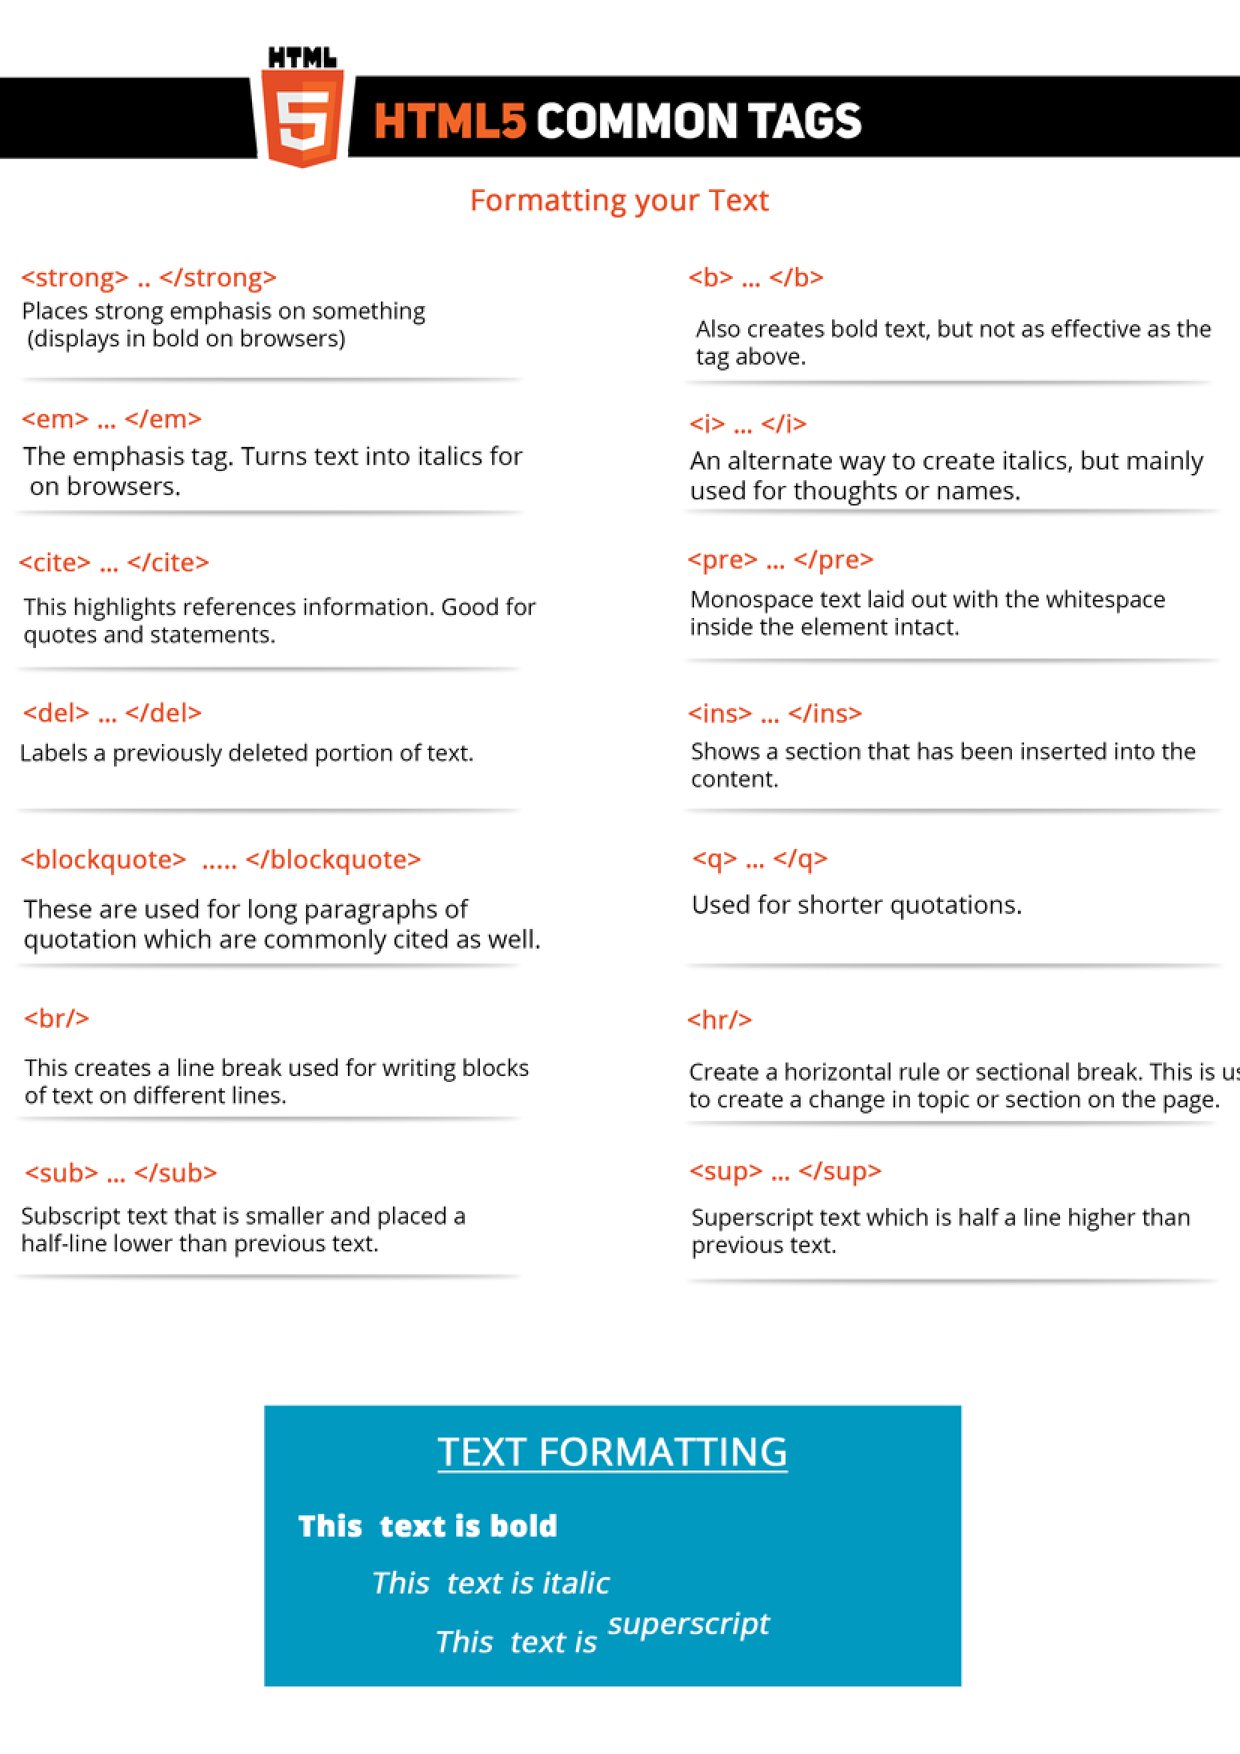 HTML
5
HTML5 COMMON TAGS
Formatting your Text
<strong> .. </strong>
Places strong emphasis on something
(displays in bold on browsers)
<b> ... </b>
Also creates bold text, but not as effective as the
tag above.
<em> ... </em>
The emphasis tag. Turns text into italics for
on browsers.
<i> ... </i>
An alternate way to create italics, but mainly
used for thoughts or names.
<cite> ... </cite>
This highlights references information. Good for
quotes and statements.
<pre> ... </pre>
Monospace text laid out with the whitespace
inside the element intact.
<del> ... </del>
Labels a previously deleted portion of text.
<ins> ... </ins>
Shows a section that has been inserted into the
content.
<blockquote>  ..... </blockquote>
These are used for long paragraphs of
quotation which are commonly cited as well.
<q> ... </q>
Used for shorter quotations.
<br/>
This creates a line break used for writing blocks
of text on different lines.
<hr/>
Create a horizontal rule or sectional break. This is
to create a change in topic or section on the page.
<sub> ... </sub>
Subscript text that is smaller and placed a
half-line lower than previous text.
<sup> ... </sup>
Superscript text which is half a line higher than
previous text.
TEXT FORMATTING
This  text is bold
This  text is italic
This  text is superscript